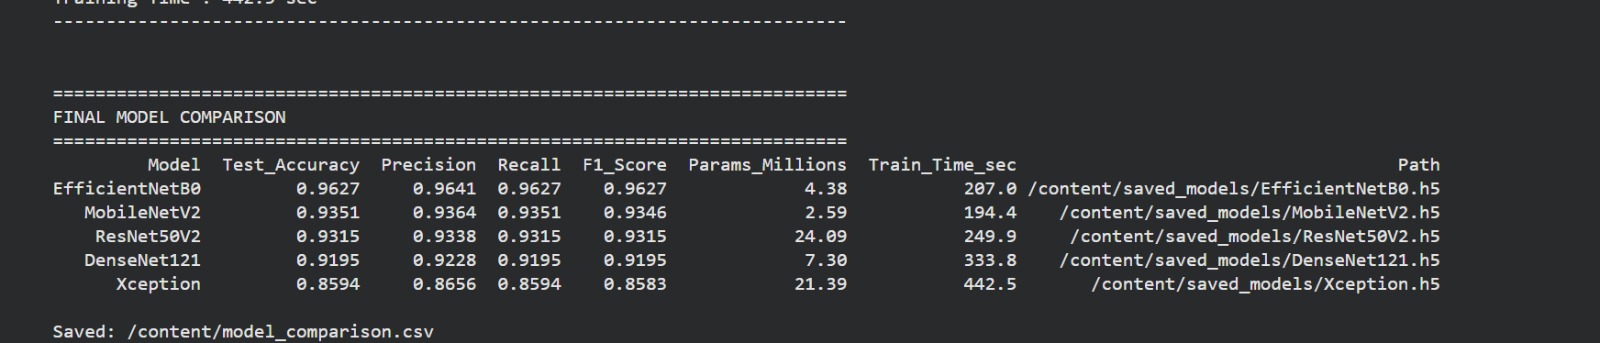 Training Time : 442.5 sec
---------------------------------------------------------------------------
===========================================================================
FINAL MODEL COMPARISON
===========================================================================
Model Test_Accuracy Precision Recall F1_Score Params_Millions Train_Time_sec Path
EfficientNetB0 0.9627 0.9641 0.9627 0.9627 4.38 207.0 /content/saved_models/EfficientNetB0.h5
MobileNetV2 0.9351 0.9364 0.9351 0.9346 2.59 194.4 /content/saved_models/MobileNetV2.h5
ResNet50V2 0.9315 0.9338 0.9315 0.9315 24.09 249.9 /content/saved_models/ResNet50V2.h5
DenseNet121 0.9195 0.9228 0.9195 0.9195 7.30 333.8 /content/saved_models/DenseNet121.h5
Xception 0.8594 0.8656 0.8594 0.8583 21.39 442.5 /content/saved_models/Xception.h5
Saved: /content/model_comparison.csv